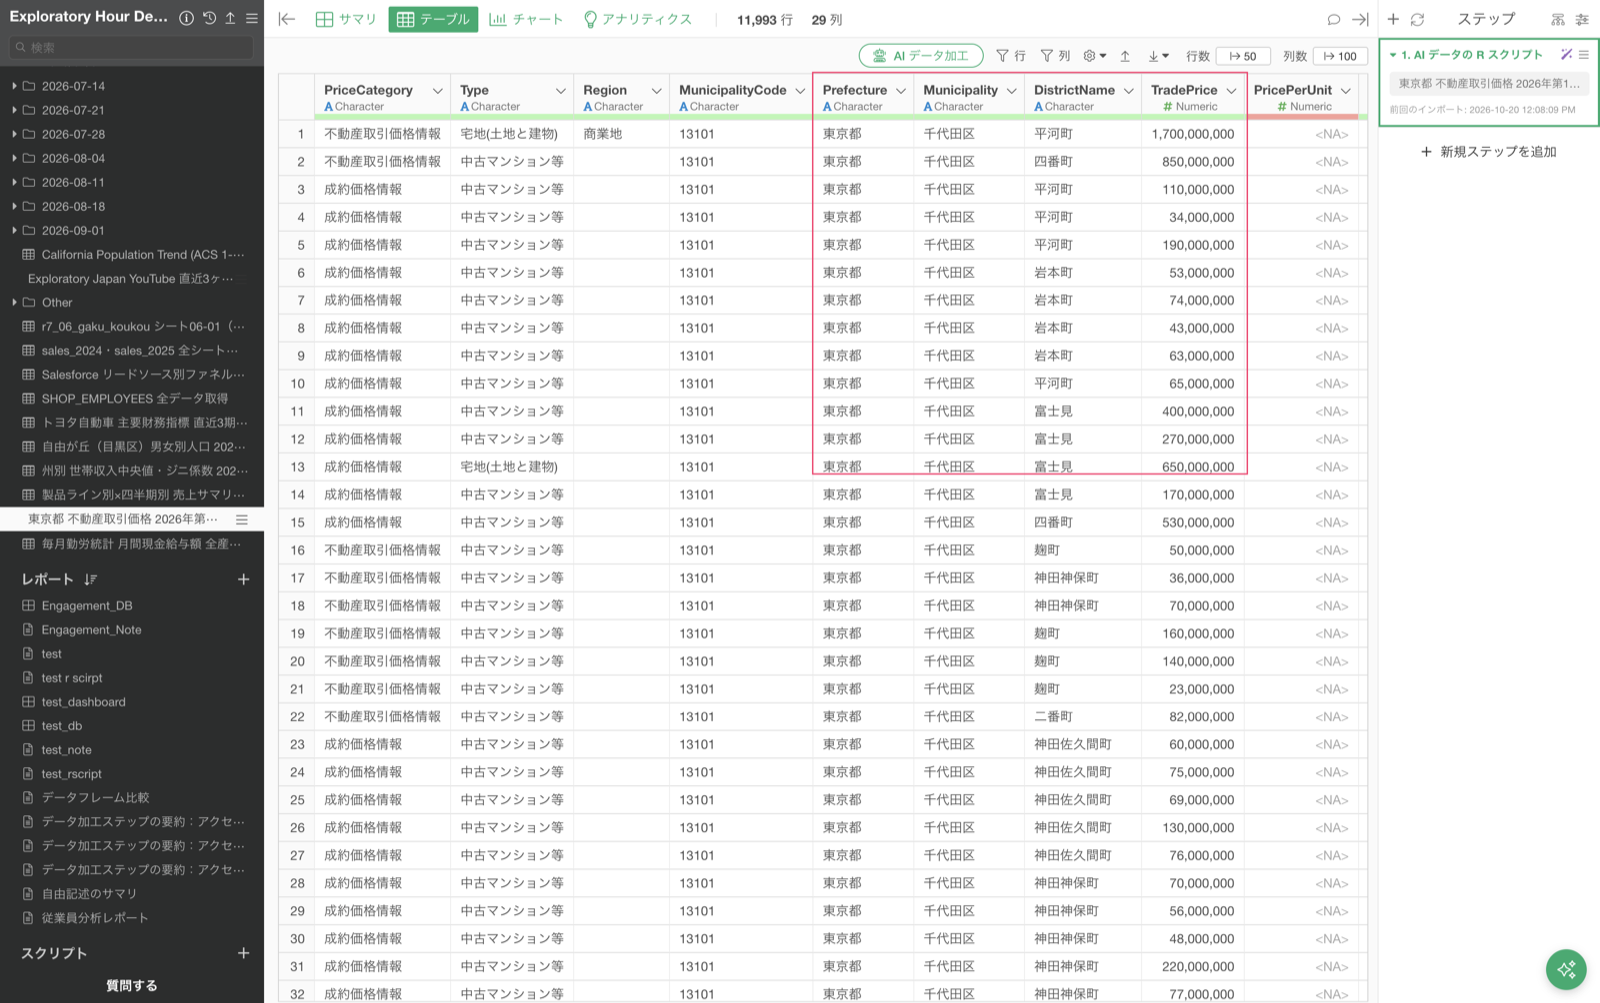 Exploratory Hour De...
検索
2026-07-14
2026-07-21
2026-07-28
2026-08-04
2026-08-11
2026-08-18
2026-09-01
California Population Trend (ACS 1-…
Exploratory Japan YouTube 直近3ヶ…
Other
r7_06_gaku_koukou シート06-01（…
sales_2024・sales_2025 全シート…
Salesforce リードソース別ファネル…
SHOP_EMPLOYEES 全データ取得
トヨタ自動車 主要財務指標 直近3期…
自由が丘（目黒区）男女別人口 202…
州別 世帯収入中央値・ジニ係数 202…
製品ライン別×四半期別 売上サマリ…
東京都 不動産取引価格 2026年第…
毎月勤労統計 月間現金給与額 全産…
レポート
Engagement_DB
Engagement_Note
test
test r scirpt
test_dashboard
test_db
test_note
test_rscript
データフレーム比較
データ加工ステップの要約：アクセ…
データ加工ステップの要約：アクセ…
データ加工ステップの要約：アクセ…
自由記述のサマリ
従業員分析レポート
スクリプト
質問する
サマリ テーブル チャート アナリティクス 11,993 行 29 列
AI データ加工 行 列 行数 50 列数 100
PriceCategory Type Region MunicipalityCode Prefecture Municipality DistrictName TradePrice PricePerUnit
Character Character Character Character Character Character Character Numeric Numeric
1 不動産取引価格情報 宅地(土地と建物) 商業地 13101 東京都 千代田区 平河町 1,700,000,000 <NA>
2 不動産取引価格情報 中古マンション等 13101 東京都 千代田区 四番町 850,000,000 <NA>
3 成約価格情報 中古マンション等 13101 東京都 千代田区 平河町 110,000,000 <NA>
4 成約価格情報 中古マンション等 13101 東京都 千代田区 平河町 34,000,000 <NA>
5 成約価格情報 中古マンション等 13101 東京都 千代田区 平河町 190,000,000 <NA>
6 成約価格情報 中古マンション等 13101 東京都 千代田区 岩本町 53,000,000 <NA>
7 成約価格情報 中古マンション等 13101 東京都 千代田区 岩本町 74,000,000 <NA>
8 成約価格情報 中古マンション等 13101 東京都 千代田区 岩本町 43,000,000 <NA>
9 成約価格情報 中古マンション等 13101 東京都 千代田区 岩本町 63,000,000 <NA>
10 成約価格情報 中古マンション等 13101 東京都 千代田区 平河町 65,000,000 <NA>
11 成約価格情報 中古マンション等 13101 東京都 千代田区 富士見 400,000,000 <NA>
12 成約価格情報 中古マンション等 13101 東京都 千代田区 富士見 270,000,000 <NA>
13 成約価格情報 宅地(土地と建物) 13101 東京都 千代田区 富士見 650,000,000 <NA>
14 成約価格情報 中古マンション等 13101 東京都 千代田区 富士見 170,000,000 <NA>
15 成約価格情報 中古マンション等 13101 東京都 千代田区 四番町 530,000,000 <NA>
16 不動産取引価格情報 中古マンション等 13101 東京都 千代田区 麹町 50,000,000 <NA>
17 不動産取引価格情報 中古マンション等 13101 東京都 千代田区 神田神保町 36,000,000 <NA>
18 不動産取引価格情報 中古マンション等 13101 東京都 千代田区 神田神保町 70,000,000 <NA>
19 不動産取引価格情報 中古マンション等 13101 東京都 千代田区 麹町 160,000,000 <NA>
20 不動産取引価格情報 中古マンション等 13101 東京都 千代田区 麹町 140,000,000 <NA>
21 不動産取引価格情報 中古マンション等 13101 東京都 千代田区 麹町 23,000,000 <NA>
22 不動産取引価格情報 中古マンション等 13101 東京都 千代田区 二番町 82,000,000 <NA>
23 成約価格情報 中古マンション等 13101 東京都 千代田区 神田佐久間町 60,000,000 <NA>
24 成約価格情報 中古マンション等 13101 東京都 千代田区 神田佐久間町 75,000,000 <NA>
25 成約価格情報 中古マンション等 13101 東京都 千代田区 神田佐久間町 69,000,000 <NA>
26 成約価格情報 中古マンション等 13101 東京都 千代田区 神田佐久間町 130,000,000 <NA>
27 成約価格情報 中古マンション等 13101 東京都 千代田区 神田佐久間町 76,000,000 <NA>
28 成約価格情報 中古マンション等 13101 東京都 千代田区 神田神保町 70,000,000 <NA>
29 成約価格情報 中古マンション等 13101 東京都 千代田区 神田神保町 56,000,000 <NA>
30 成約価格情報 中古マンション等 13101 東京都 千代田区 神田神保町 48,000,000 <NA>
31 成約価格情報 中古マンション等 13101 東京都 千代田区 神田神保町 220,000,000 <NA>
32 成約価格情報 中古マンション等 13101 東京都 千代田区 神田神保町 77,000,000 <NA>
ステップ
1. AI データの R スクリプト
東京都 不動産取引価格 2026年第1...
前回のインポート: 2026-10-20 12:08:09 PM
新規ステップを追加